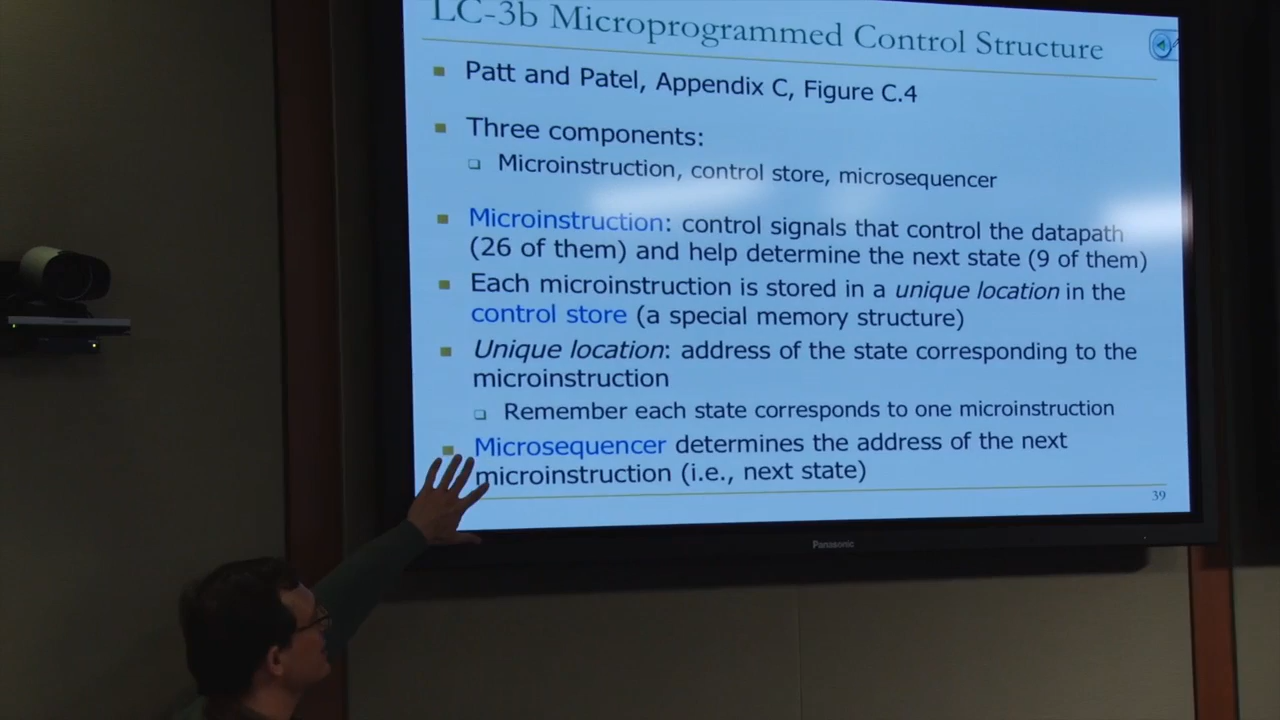 LC-3b Microprogrammed Control Structure
Patt and Patel, Appendix C, Figure C.4
Three components:
Microinstruction, control store, microsequencer
Microinstruction: control signals that control the datapath
(26 of them) and help determine the next state (9 of them)
Each microinstruction is stored in a unique location in the
control store (a special memory structure)
Unique location: address of the state corresponding to the
microinstruction
Remember each state corresponds to one microinstruction
Microsequencer determines the address of the next
microinstruction (i.e., next state)
39
Panasonic